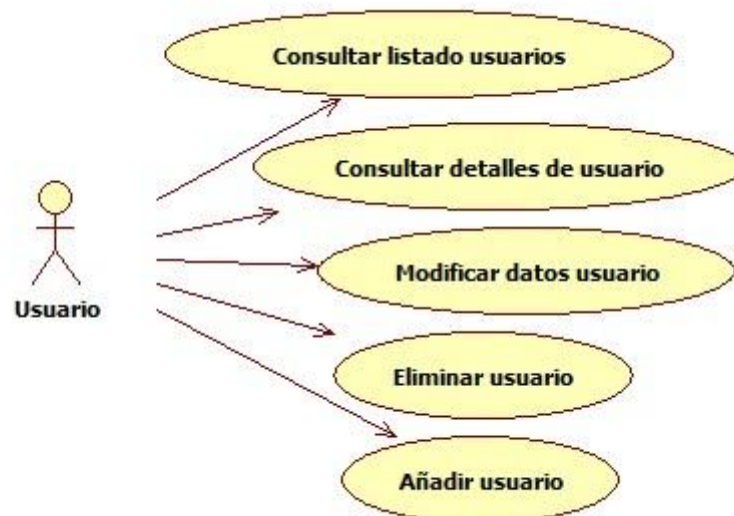 Consultar listado usuarios
Consultar detalles de usuario
Modificar datos usuario
Usuario
Eliminar usuario
Añadir usuario